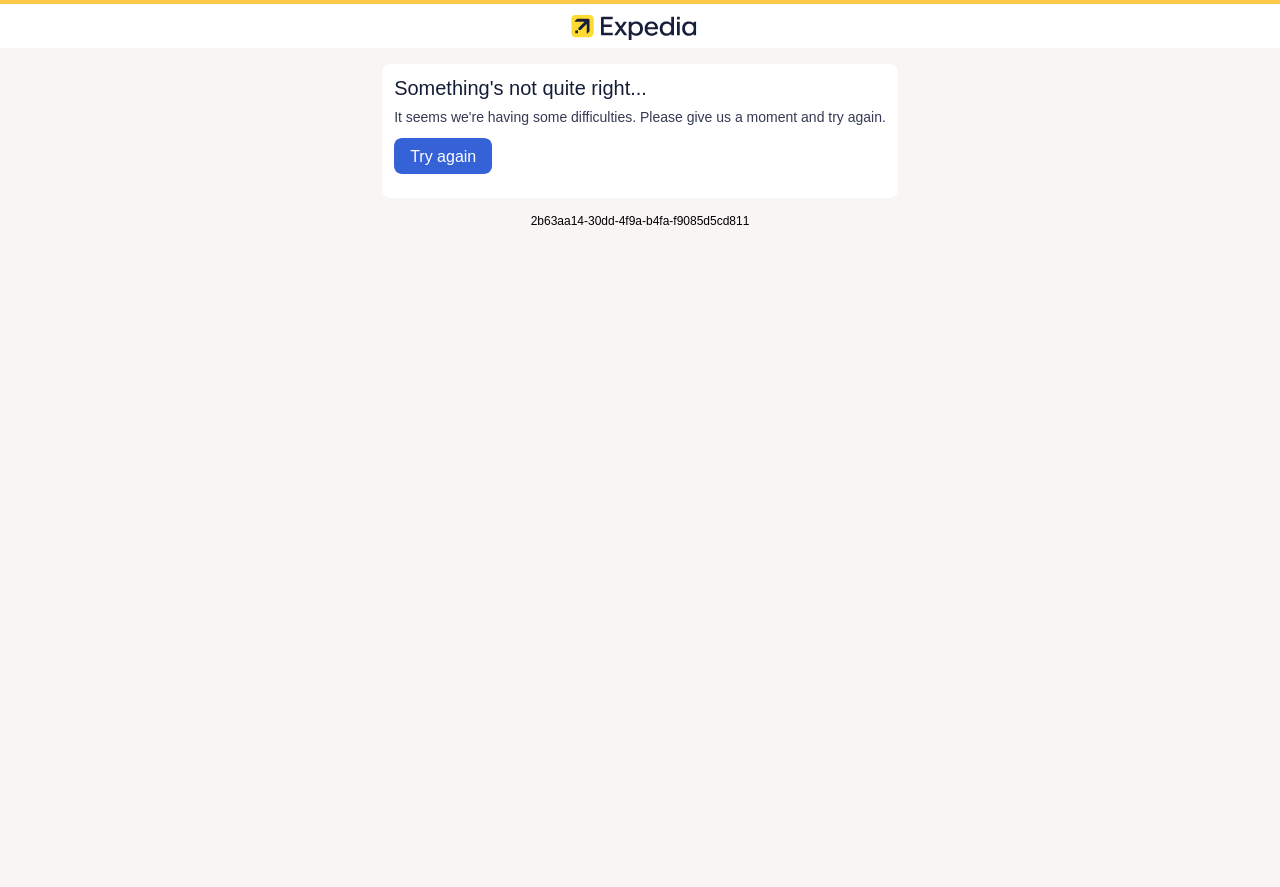 Expedia
Something's not quite right...
It seems we're having some difficulties. Please give us a moment and try again.
Try again
2b63aa14-30dd-4f9a-b4fa-f9085d5cd811